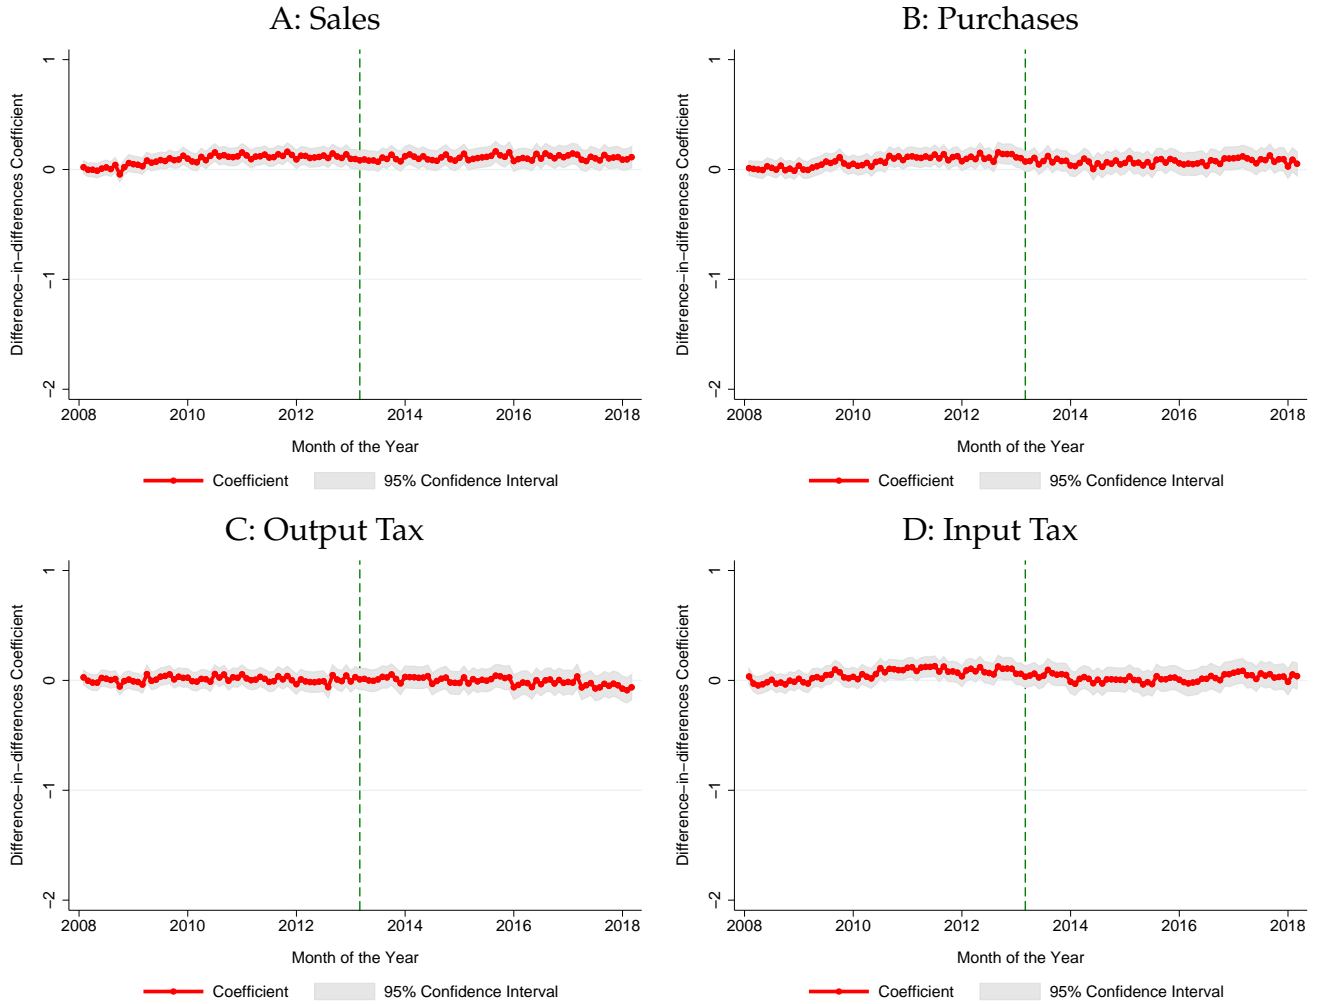 A: Sales
Difference−in−differences Coefficient
1
0
−1
−2
2008 2010 2012 2014 2016 2018
Month of the Year
Coefficient 95% Confidence Interval
B: Purchases
Difference−in−differences Coefficient
1
0
−1
−2
2008 2010 2012 2014 2016 2018
Month of the Year
Coefficient 95% Confidence Interval
C: Output Tax
Difference−in−differences Coefficient
1
0
−1
−2
2008 2010 2012 2014 2016 2018
Month of the Year
Coefficient 95% Confidence Interval
D: Input Tax
Difference−in−differences Coefficient
1
0
−1
−2
2008 2010 2012 2014 2016 2018
Month of the Year
Coefficient 95% Confidence Interval